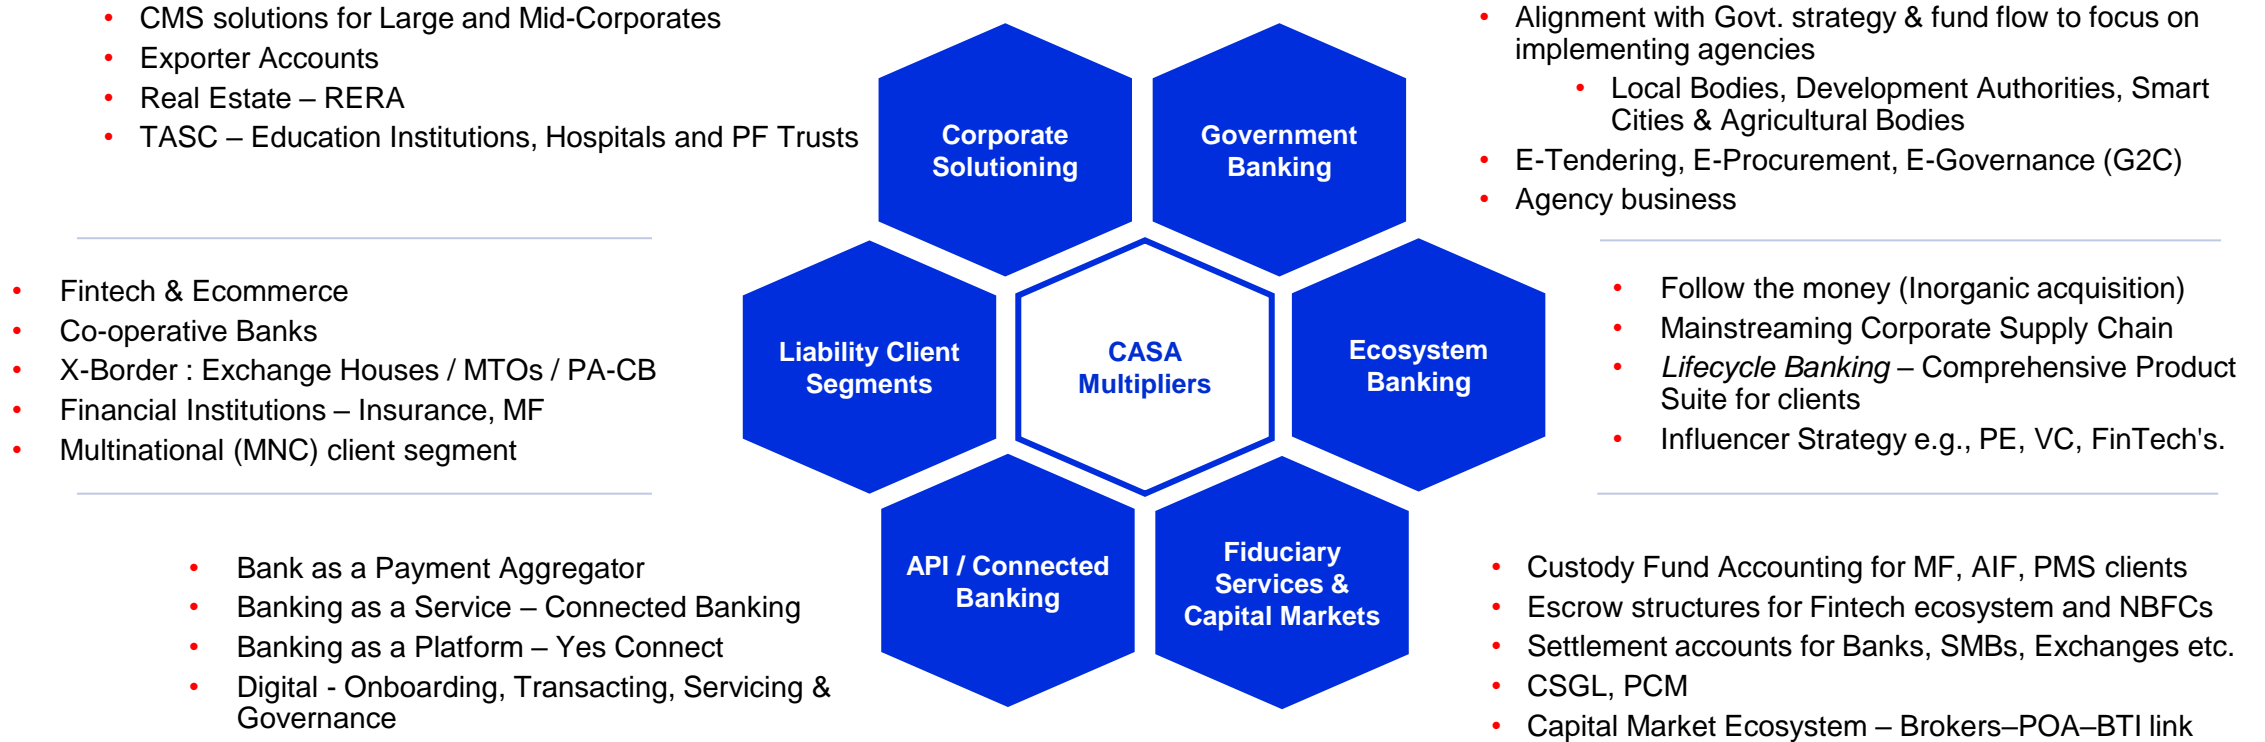 • CMS solutions for Large and Mid-Corporates
• Exporter Accounts
• Real Estate – RERA
• TASC – Education Institutions, Hospitals and PF Trusts
Corporate
Solutioning
Government
Banking
• Alignment with Govt. strategy & fund flow to focus on
implementing agencies
• Local Bodies, Development Authorities, Smart
Cities & Agricultural Bodies
• E-Tendering, E-Procurement, E-Governance (G2C)
• Agency business
• Fintech & Ecommerce
• Co-operative Banks
• X-Border : Exchange Houses / MTOs / PA-CB
• Financial Institutions – Insurance, MF
• Multinational (MNC) client segment
Liability Client
Segments
CASA
Multipliers
Ecosystem
Banking
• Follow the money (Inorganic acquisition)
• Mainstreaming Corporate Supply Chain
• Lifecycle Banking – Comprehensive Product
Suite for clients
• Influencer Strategy e.g., PE, VC, FinTech's.
• Bank as a Payment Aggregator
• Banking as a Service – Connected Banking
• Banking as a Platform – Yes Connect
• Digital - Onboarding, Transacting, Servicing &
Governance
API / Connected
Banking
Fiduciary
Services &
Capital Markets
• Custody Fund Accounting for MF, AIF, PMS clients
• Escrow structures for Fintech ecosystem and NBFCs
• Settlement accounts for Banks, SMBs, Exchanges etc.
• CSGL, PCM
• Capital Market Ecosystem – Brokers–POA–BTI link